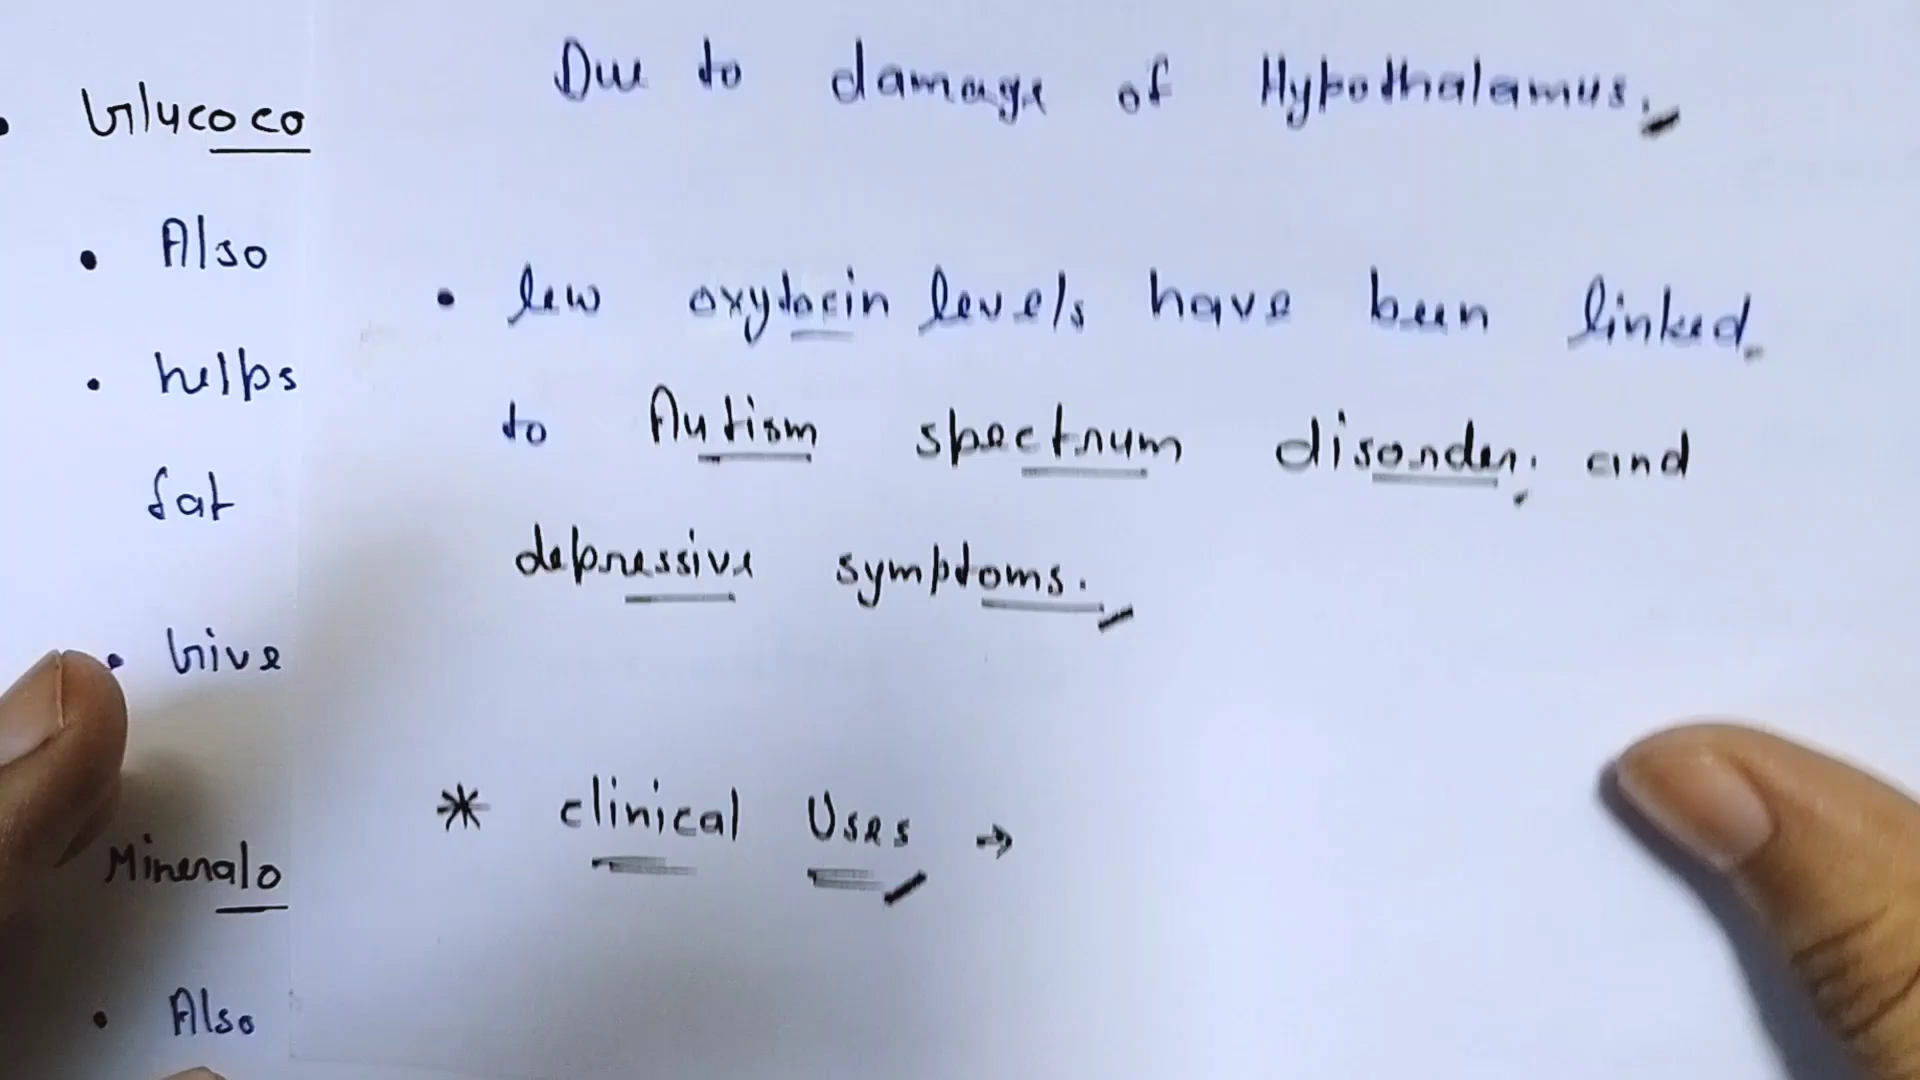 Due to damage of Hypothalamus.
• low oxytocin levels have been linked
to Autism spectrum disorder. and
depressive symptoms.
* clinical Uses →
• Glucoco
• Also
• helps
fat
• Give
Mineralo
• Also